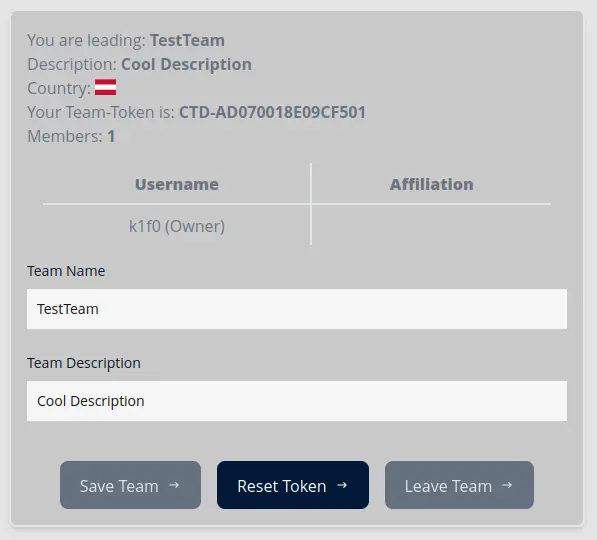 You are leading: TestTeam
Description: Cool Description
Country:
Your Team-Token is: CTD-AD070018E09CF501
Members: 1
Username Affiliation
k1f0 (Owner)
Team Name
TestTeam
Team Description
Cool Description
Save Team → Reset Token → Leave Team →